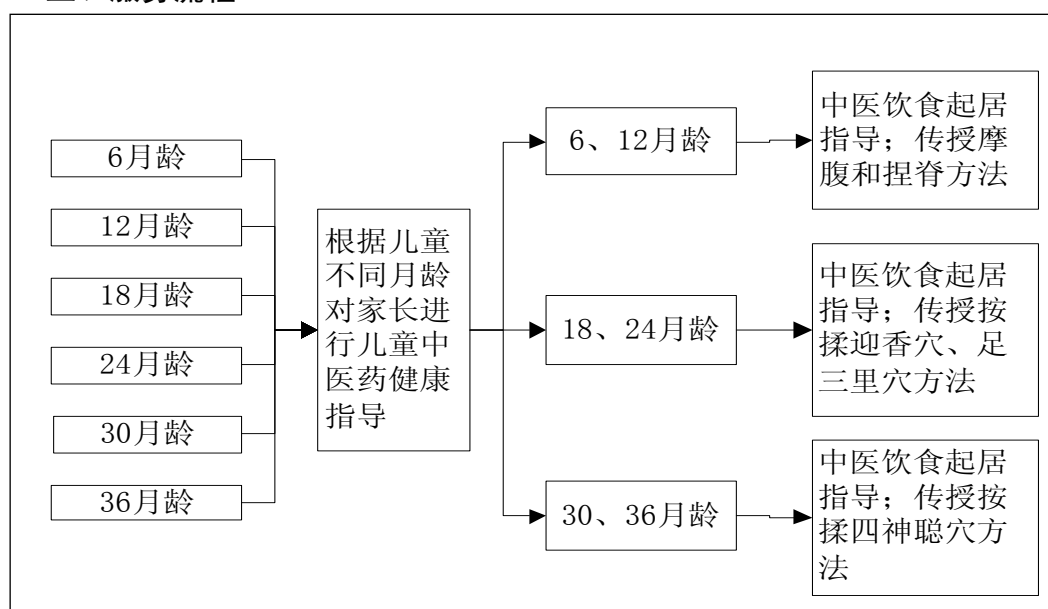 6月龄
12月龄
18月龄
24月龄
30月龄
36月龄
根据儿童
不同月龄
对家长进
行儿童中
医药健康
指导
6、12月龄
18、24月龄
30、36月龄
中医饮食起居
指导；传授摩
腹和捏脊方法
中医饮食起居
指导；传授按
揉迎香穴、足
三里穴方法
中医饮食起居
指导；传授按
揉四神聪穴方
法